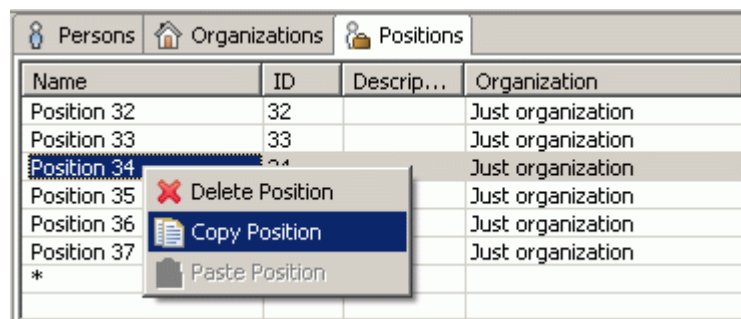 Persons Organizations Positions
Name ID Descrip... Organization
Position 32 32 Just organization
Position 33 33 Just organization
Position 34 34 Just organization
Position 35 Just organization
Position 36 Just organization
Position 37 Just organization
*
Delete Position
Copy Position
Paste Position